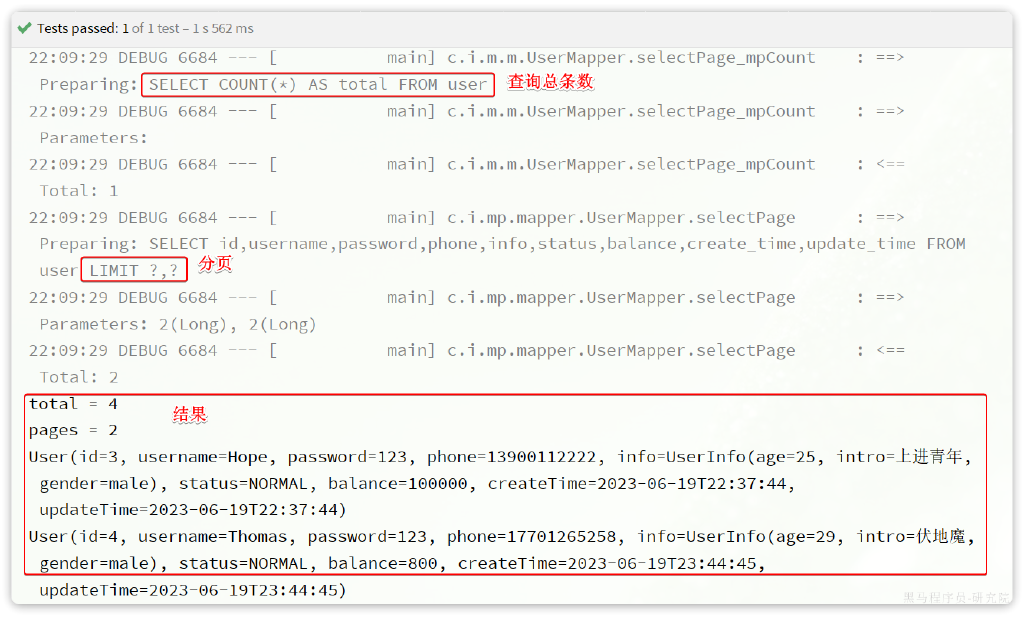 Tests passed: 1 of 1 test – 1 s 562 ms
22:09:29 DEBUG 6684 --- [           main] c.i.m.m.UserMapper.selectPage_mpCount    : ==>
Preparing: SELECT COUNT(*) AS total FROM user 查询总条数
22:09:29 DEBUG 6684 --- [           main] c.i.m.m.UserMapper.selectPage_mpCount    : ==>
Parameters:
22:09:29 DEBUG 6684 --- [           main] c.i.m.m.UserMapper.selectPage_mpCount    : <==
Total: 1
22:09:29 DEBUG 6684 --- [           main] c.i.mp.mapper.UserMapper.selectPage      : ==>
Preparing: SELECT id,username,password,phone,info,status,balance,create_time,update_time FROM
user LIMIT ?,? 分页
22:09:29 DEBUG 6684 --- [           main] c.i.mp.mapper.UserMapper.selectPage      : ==>
Parameters: 2(Long), 2(Long)
22:09:29 DEBUG 6684 --- [           main] c.i.mp.mapper.UserMapper.selectPage      : <==
Total: 2
total = 4 结果
pages = 2
User(id=3, username=Hope, password=123, phone=13900112222, info=UserInfo(age=25, intro=上进青年,
gender=male), status=NORMAL, balance=100000, createTime=2023-06-19T22:37:44,
updateTime=2023-06-19T22:37:44)
User(id=4, username=Thomas, password=123, phone=17701265258, info=UserInfo(age=29, intro=伏地魔,
gender=male), status=NORMAL, balance=800, createTime=2023-06-19T23:44:45,
updateTime=2023-06-19T23:44:45)
黑马程序员-研究院